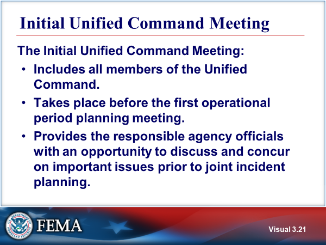 Initial Unified Command Meeting
The Initial Unified Command Meeting:
• Includes all members of the Unified
Command.
• Takes place before the first operational
period planning meeting.
• Provides the responsible agency officials
with an opportunity to discuss and concur
on important issues prior to joint incident
planning.
FEMA
Visual 3.21